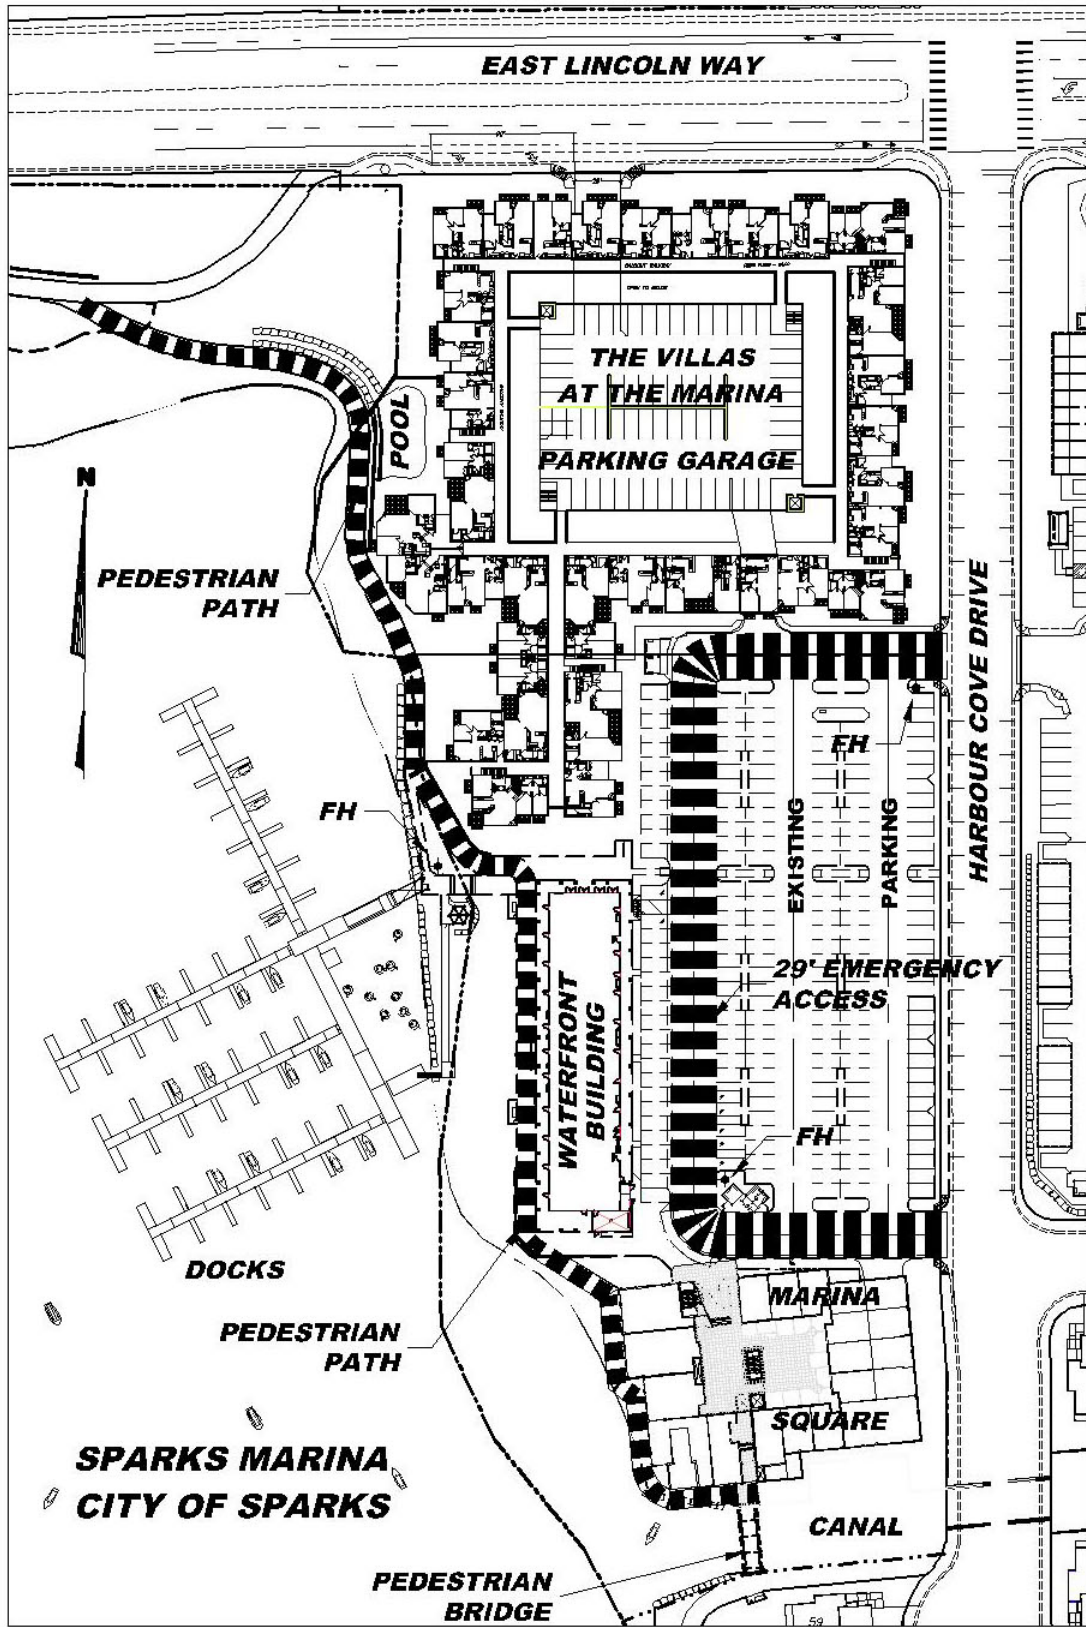 EAST LINCOLN WAY
THE VILLAS
AT THE MARINA
PARKING GARAGE
POOL
N
PEDESTRIAN
PATH
HARBOUR COVE DRIVE
FH
FH
EXISTING
PARKING
29' EMERGENCY
ACCESS
WATERFRONT
BUILDING
FH
DOCKS
PEDESTRIAN
PATH
MARINA
SQUARE
SPARKS MARINA
CITY OF SPARKS
CANAL
PEDESTRIAN
BRIDGE
59